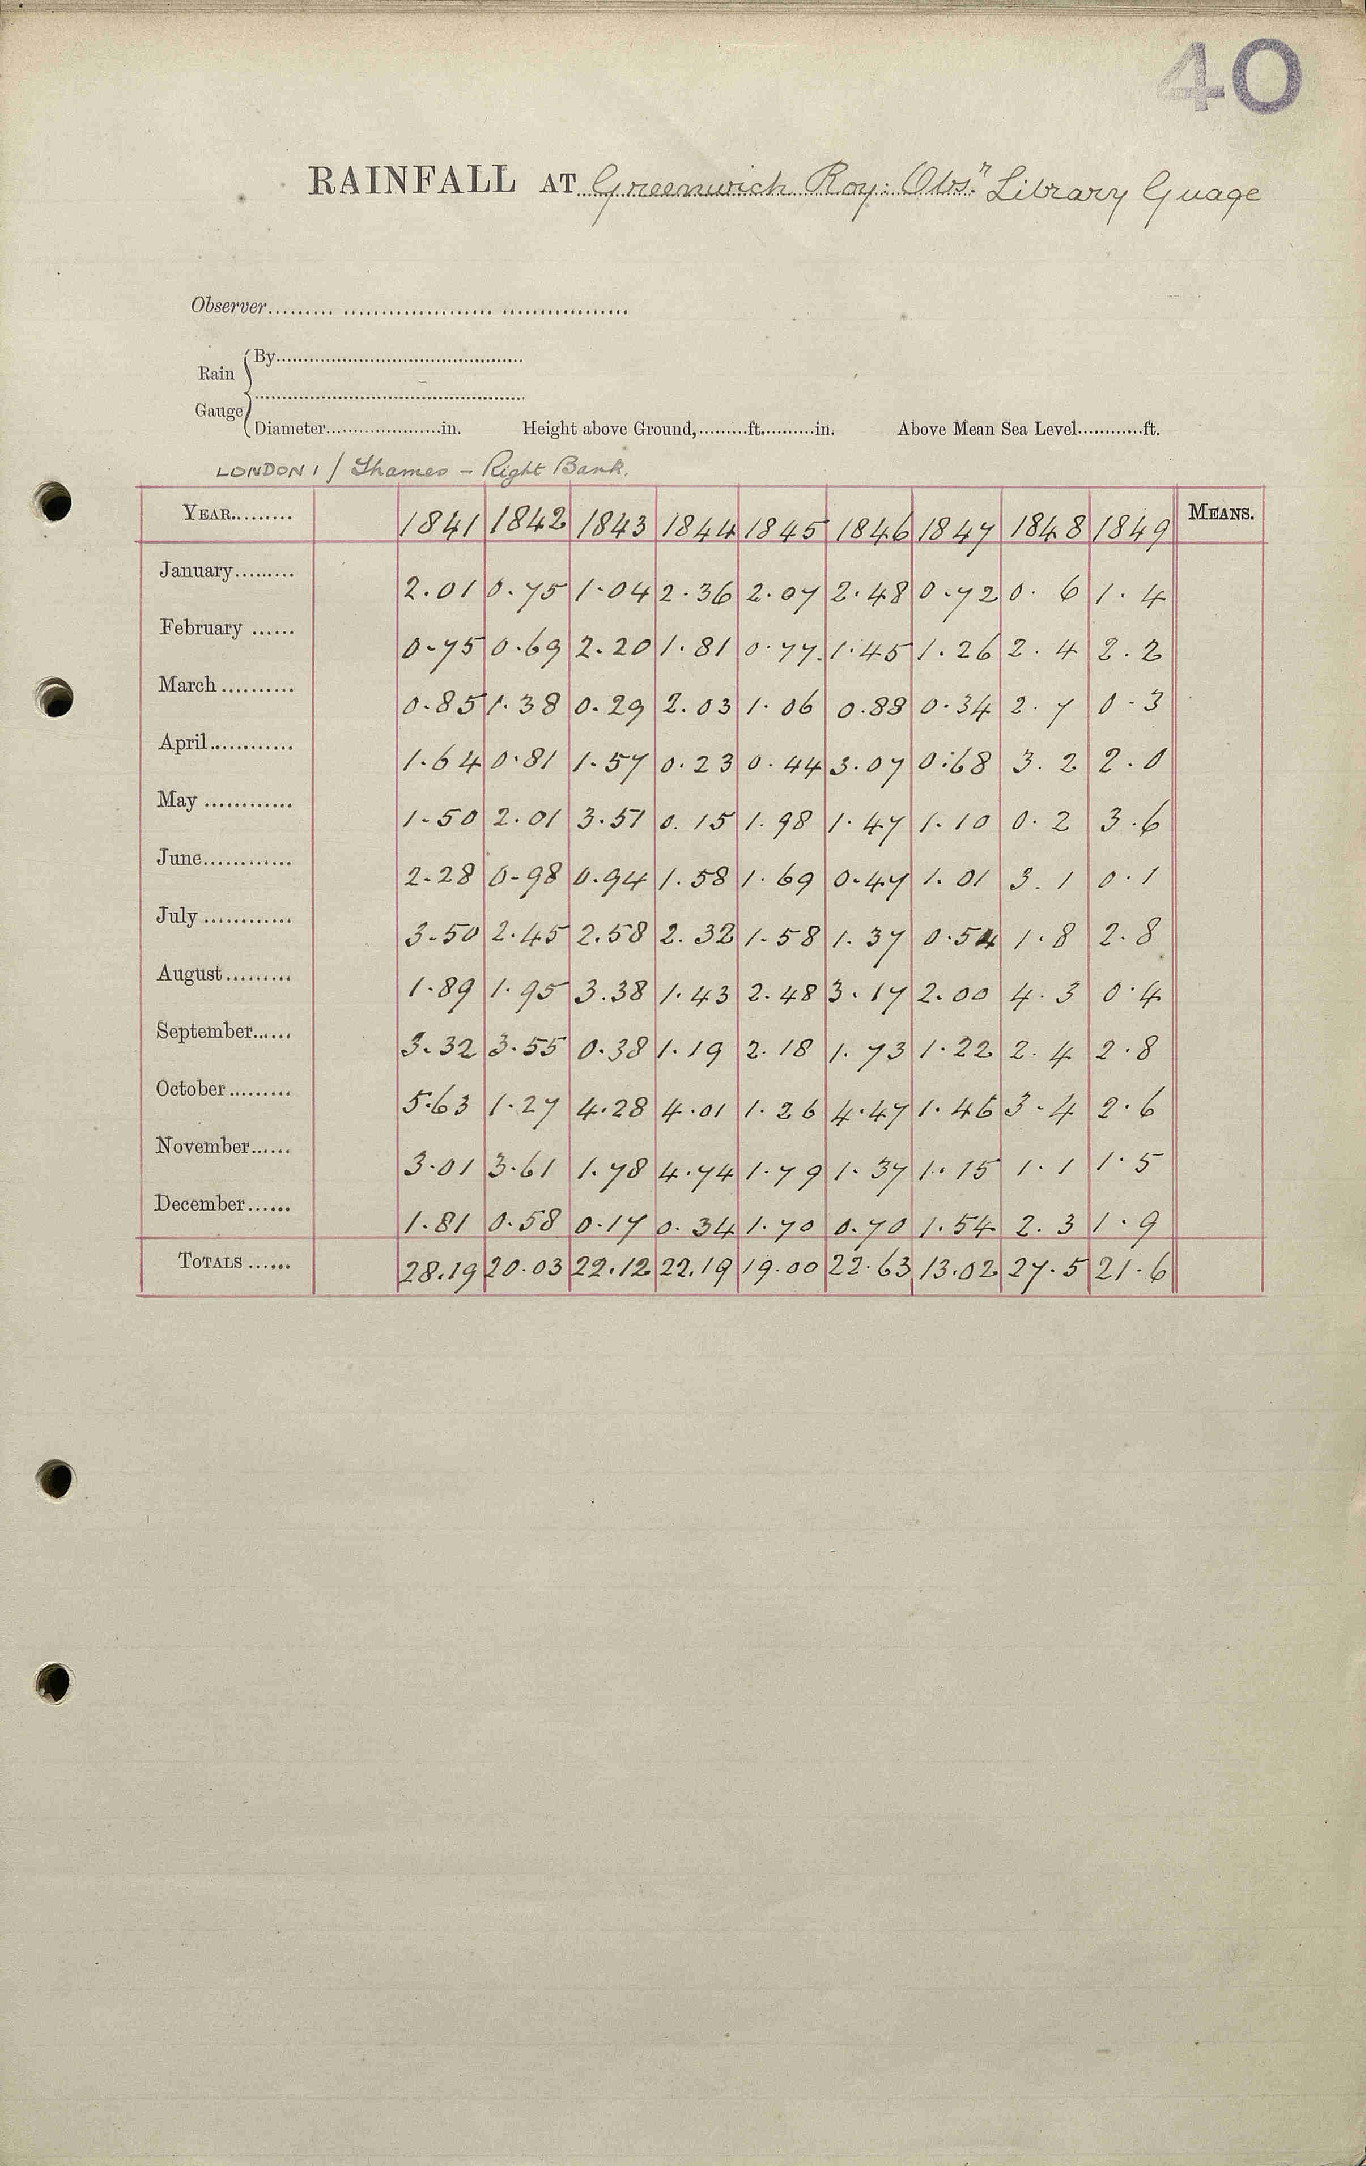 40
RAINFALL AT Greenwich Roy: Obs.ⁿ Library Guage
Observer
Rain Gauge { By
Diameter in. Height above Ground, ft. in. Above Mean Sea Level ft.
LONDON 1 / Thames – Right Bank.
YEAR 1841 1842 1843 1844 1845 1846 1847 1848 1849 MEANS.
January 2.01 0.75 1.04 2.36 2.07 2.48 0.72 0.6 1.4
February 0.75 0.69 2.20 1.81 0.77 1.45 1.26 2.4 2.2
March 0.85 1.38 0.29 2.03 1.06 0.88 0.34 2.7 0.3
April 1.64 0.81 1.57 0.23 0.44 3.07 0.68 3.2 2.0
May 1.50 2.01 3.51 0.15 1.98 1.47 1.10 0.2 3.6
June 2.28 0.98 0.94 1.58 1.69 0.47 1.01 3.1 0.1
July 3.50 2.45 2.58 2.32 1.58 1.37 0.54 1.8 2.8
August 1.89 1.95 3.38 1.43 2.48 3.17 2.00 4.3 0.4
September 3.32 3.55 0.38 1.19 2.18 1.73 1.22 2.4 2.8
October 5.63 1.27 4.28 4.01 1.26 4.47 1.46 3.4 2.6
November 3.01 3.61 1.78 4.74 1.79 1.37 1.15 1.1 1.5
December 1.81 0.58 0.17 0.34 1.70 0.70 1.54 2.3 1.9
TOTALS 28.19 20.03 22.12 22.19 19.00 22.63 13.02 27.5 21.6